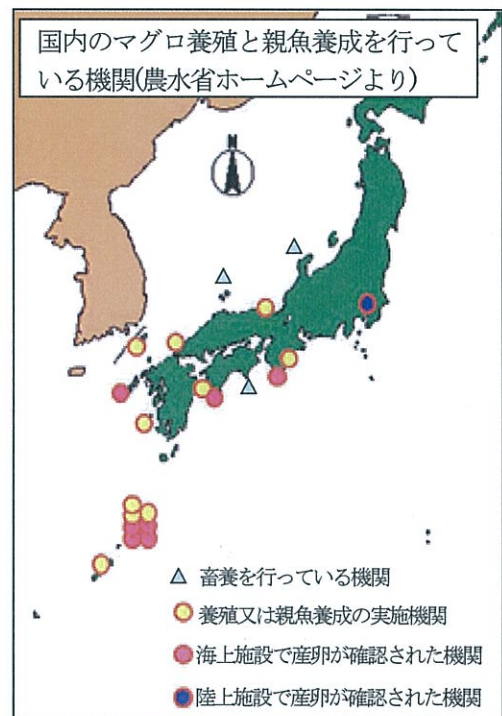 国内のマグロ養殖と親魚養成を行って
いる機関(農水省ホームページより)
N
畜養を行っている機関
養殖又は親魚養成の実施機関
海上施設で産卵が確認された機関
陸上施設で産卵が確認された機関